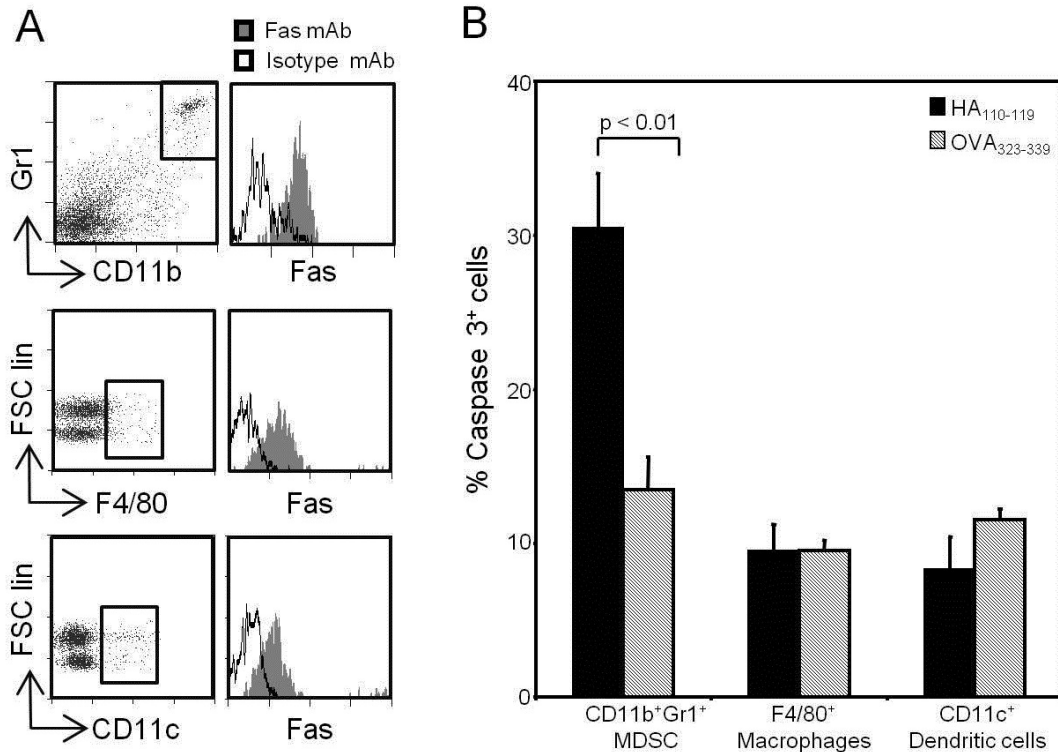 A
Fas mAb
Isotype mAb
Gr1
CD11b
Fas
FSC lin
F4/80
Fas
FSC lin
CD11c
Fas
B
% Caspase 3⁺ cells
40
30
20
10
0
p < 0.01
HA₁₁₀₋₁₁₉
OVA₃₂₃₋₃₃₉
CD11b⁺Gr1⁺
MDSC
F4/80⁺
Macrophages
CD11c⁺
Dendritic cells